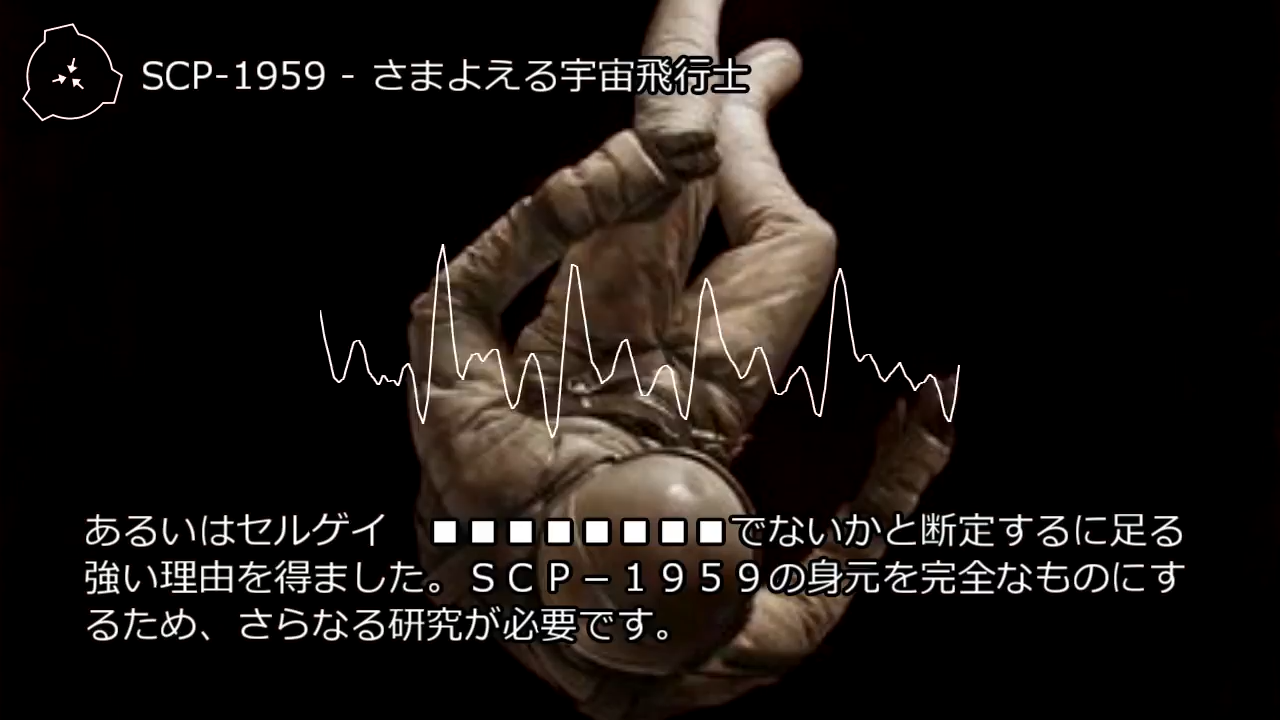 SCP-1959 - さまよえる宇宙飛行士
あるいはセルゲイ　■■■■■■■■でないかと断定するに足る
強い理由を得ました。ＳＣＰ－１９５９の身元を完全なものにす
るため、さらなる研究が必要です。